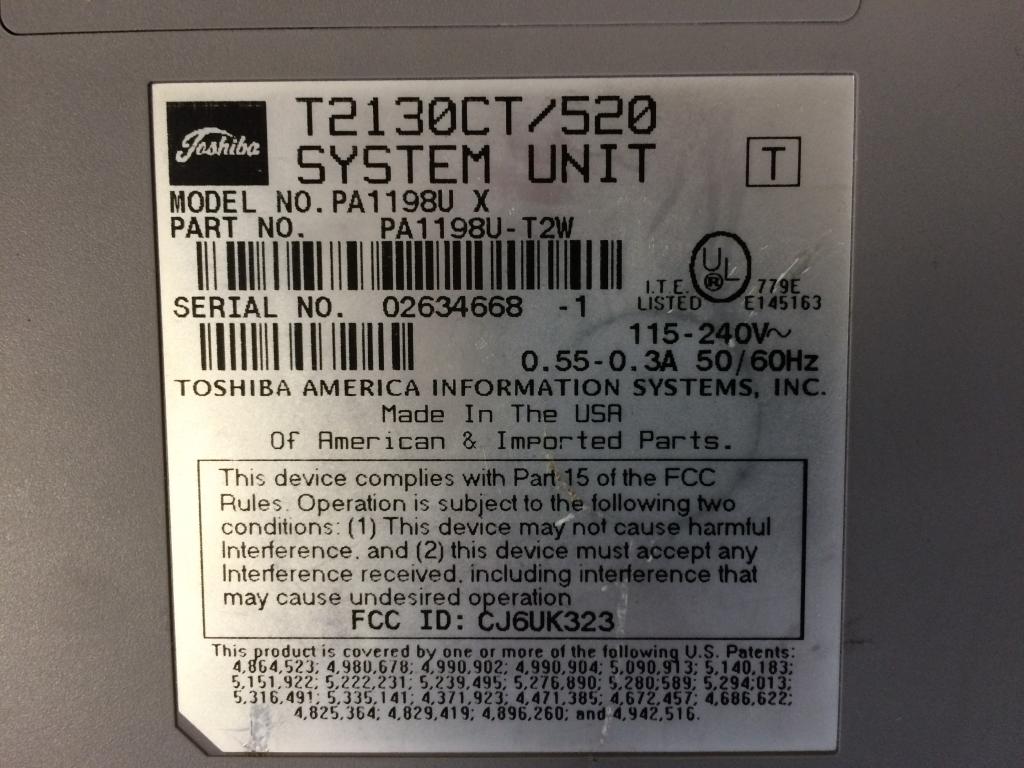 Toshiba
T2130CT/520
SYSTEM UNIT
T
MODEL NO. PA1198U X
PART NO. PA1198U-T2W
UL
®
I.T.E. 779E
LISTED E145163
SERIAL NO. 02634668 -1
115-240V~
0.55-0.3A 50/60Hz
TOSHIBA AMERICA INFORMATION SYSTEMS, INC.
Made In The USA
Of American & Imported Parts.
This device complies with Part 15 of the FCC
Rules. Operation is subject to the following two
conditions: (1) This device may not cause harmful
Interference, and (2) this device must accept any
Interference received, including interference that
may cause undesired operation
FCC ID: CJ6UK323
This product is covered by one or more of the following U.S. Patents:
4,864,523; 4,980,678; 4,990,902; 4,990,904; 5,090,913; 5,140,183;
5,151,922; 5,222,231; 5,239,495; 5,276,890; 5,280,589; 5,294,013;
5,316,491; 5,335,141; 4,371,923; 4,471,385; 4,672,457; 4,686,622;
4,825,364; 4,829,419; 4,896,260; and 4,942,516.